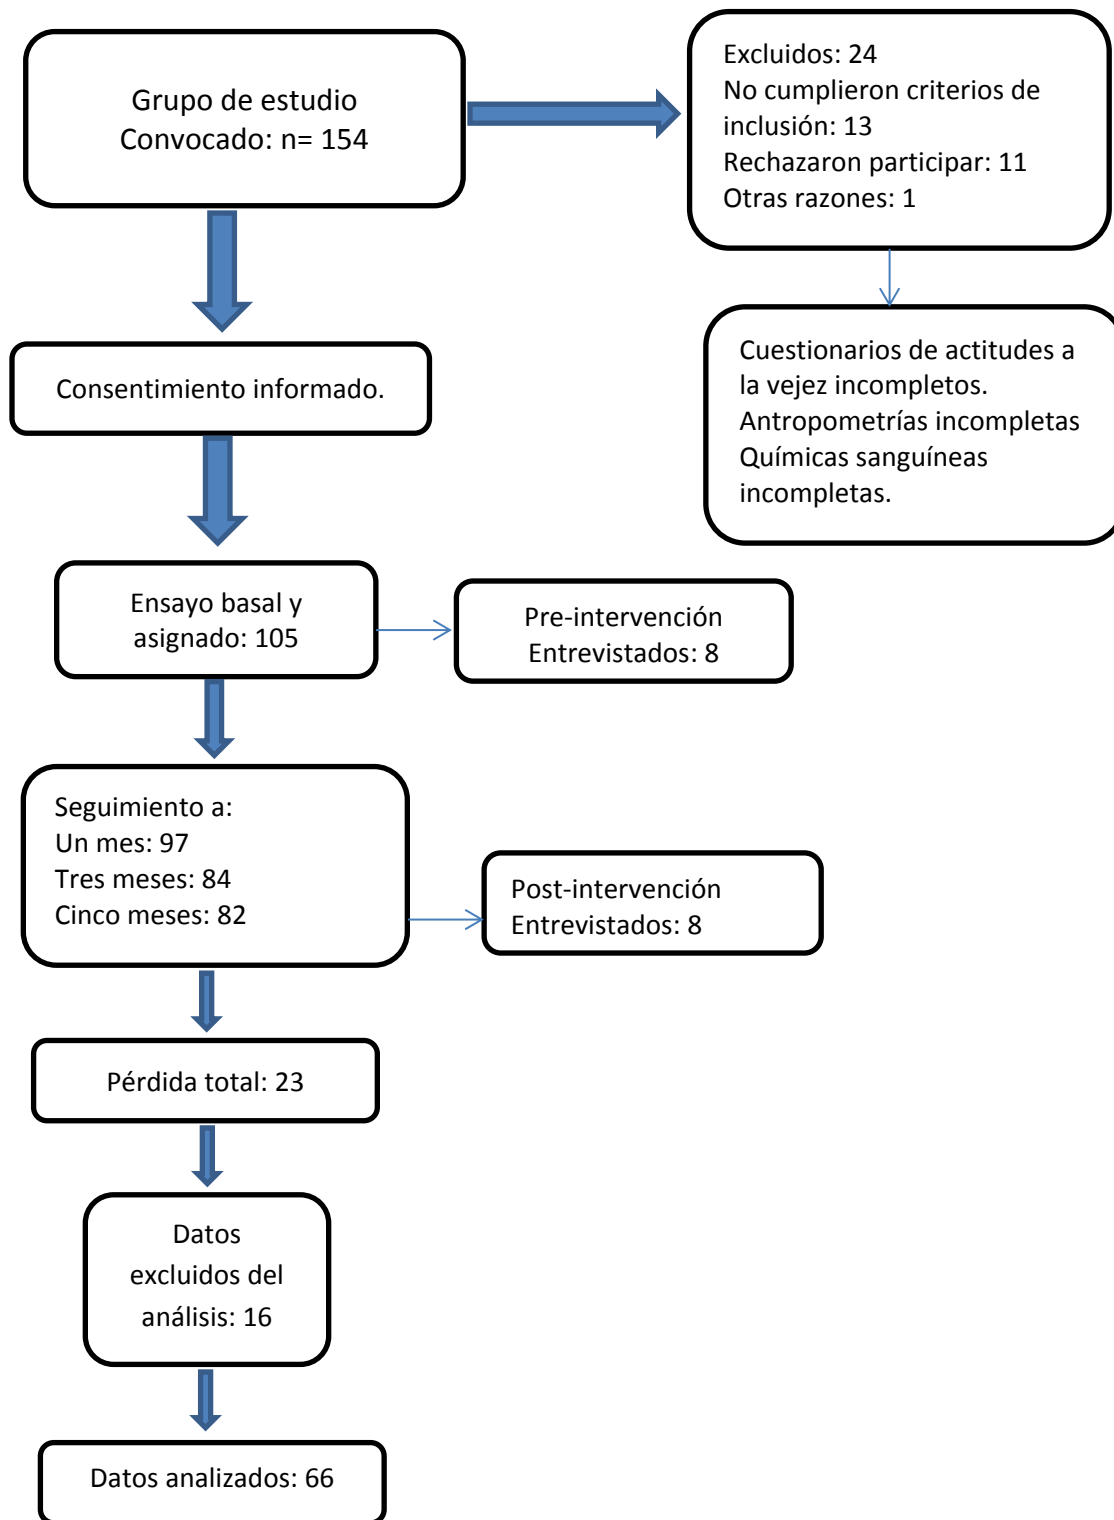 Grupo de estudio
Convocado: n= 154
Excluidos: 24
No cumplieron criterios de
inclusión: 13
Rechazaron participar: 11
Otras razones: 1
Cuestionarios de actitudes a
la vejez incompletos.
Antropometrías incompletas
Químicas sanguíneas
incompletas.
Consentimiento informado.
Ensayo basal y
asignado: 105
Pre-intervención
Entrevistados: 8
Seguimiento a:
Un mes: 97
Tres meses: 84
Cinco meses: 82
Post-intervención
Entrevistados: 8
Pérdida total: 23
Datos
excluidos del
análisis: 16
Datos analizados: 66